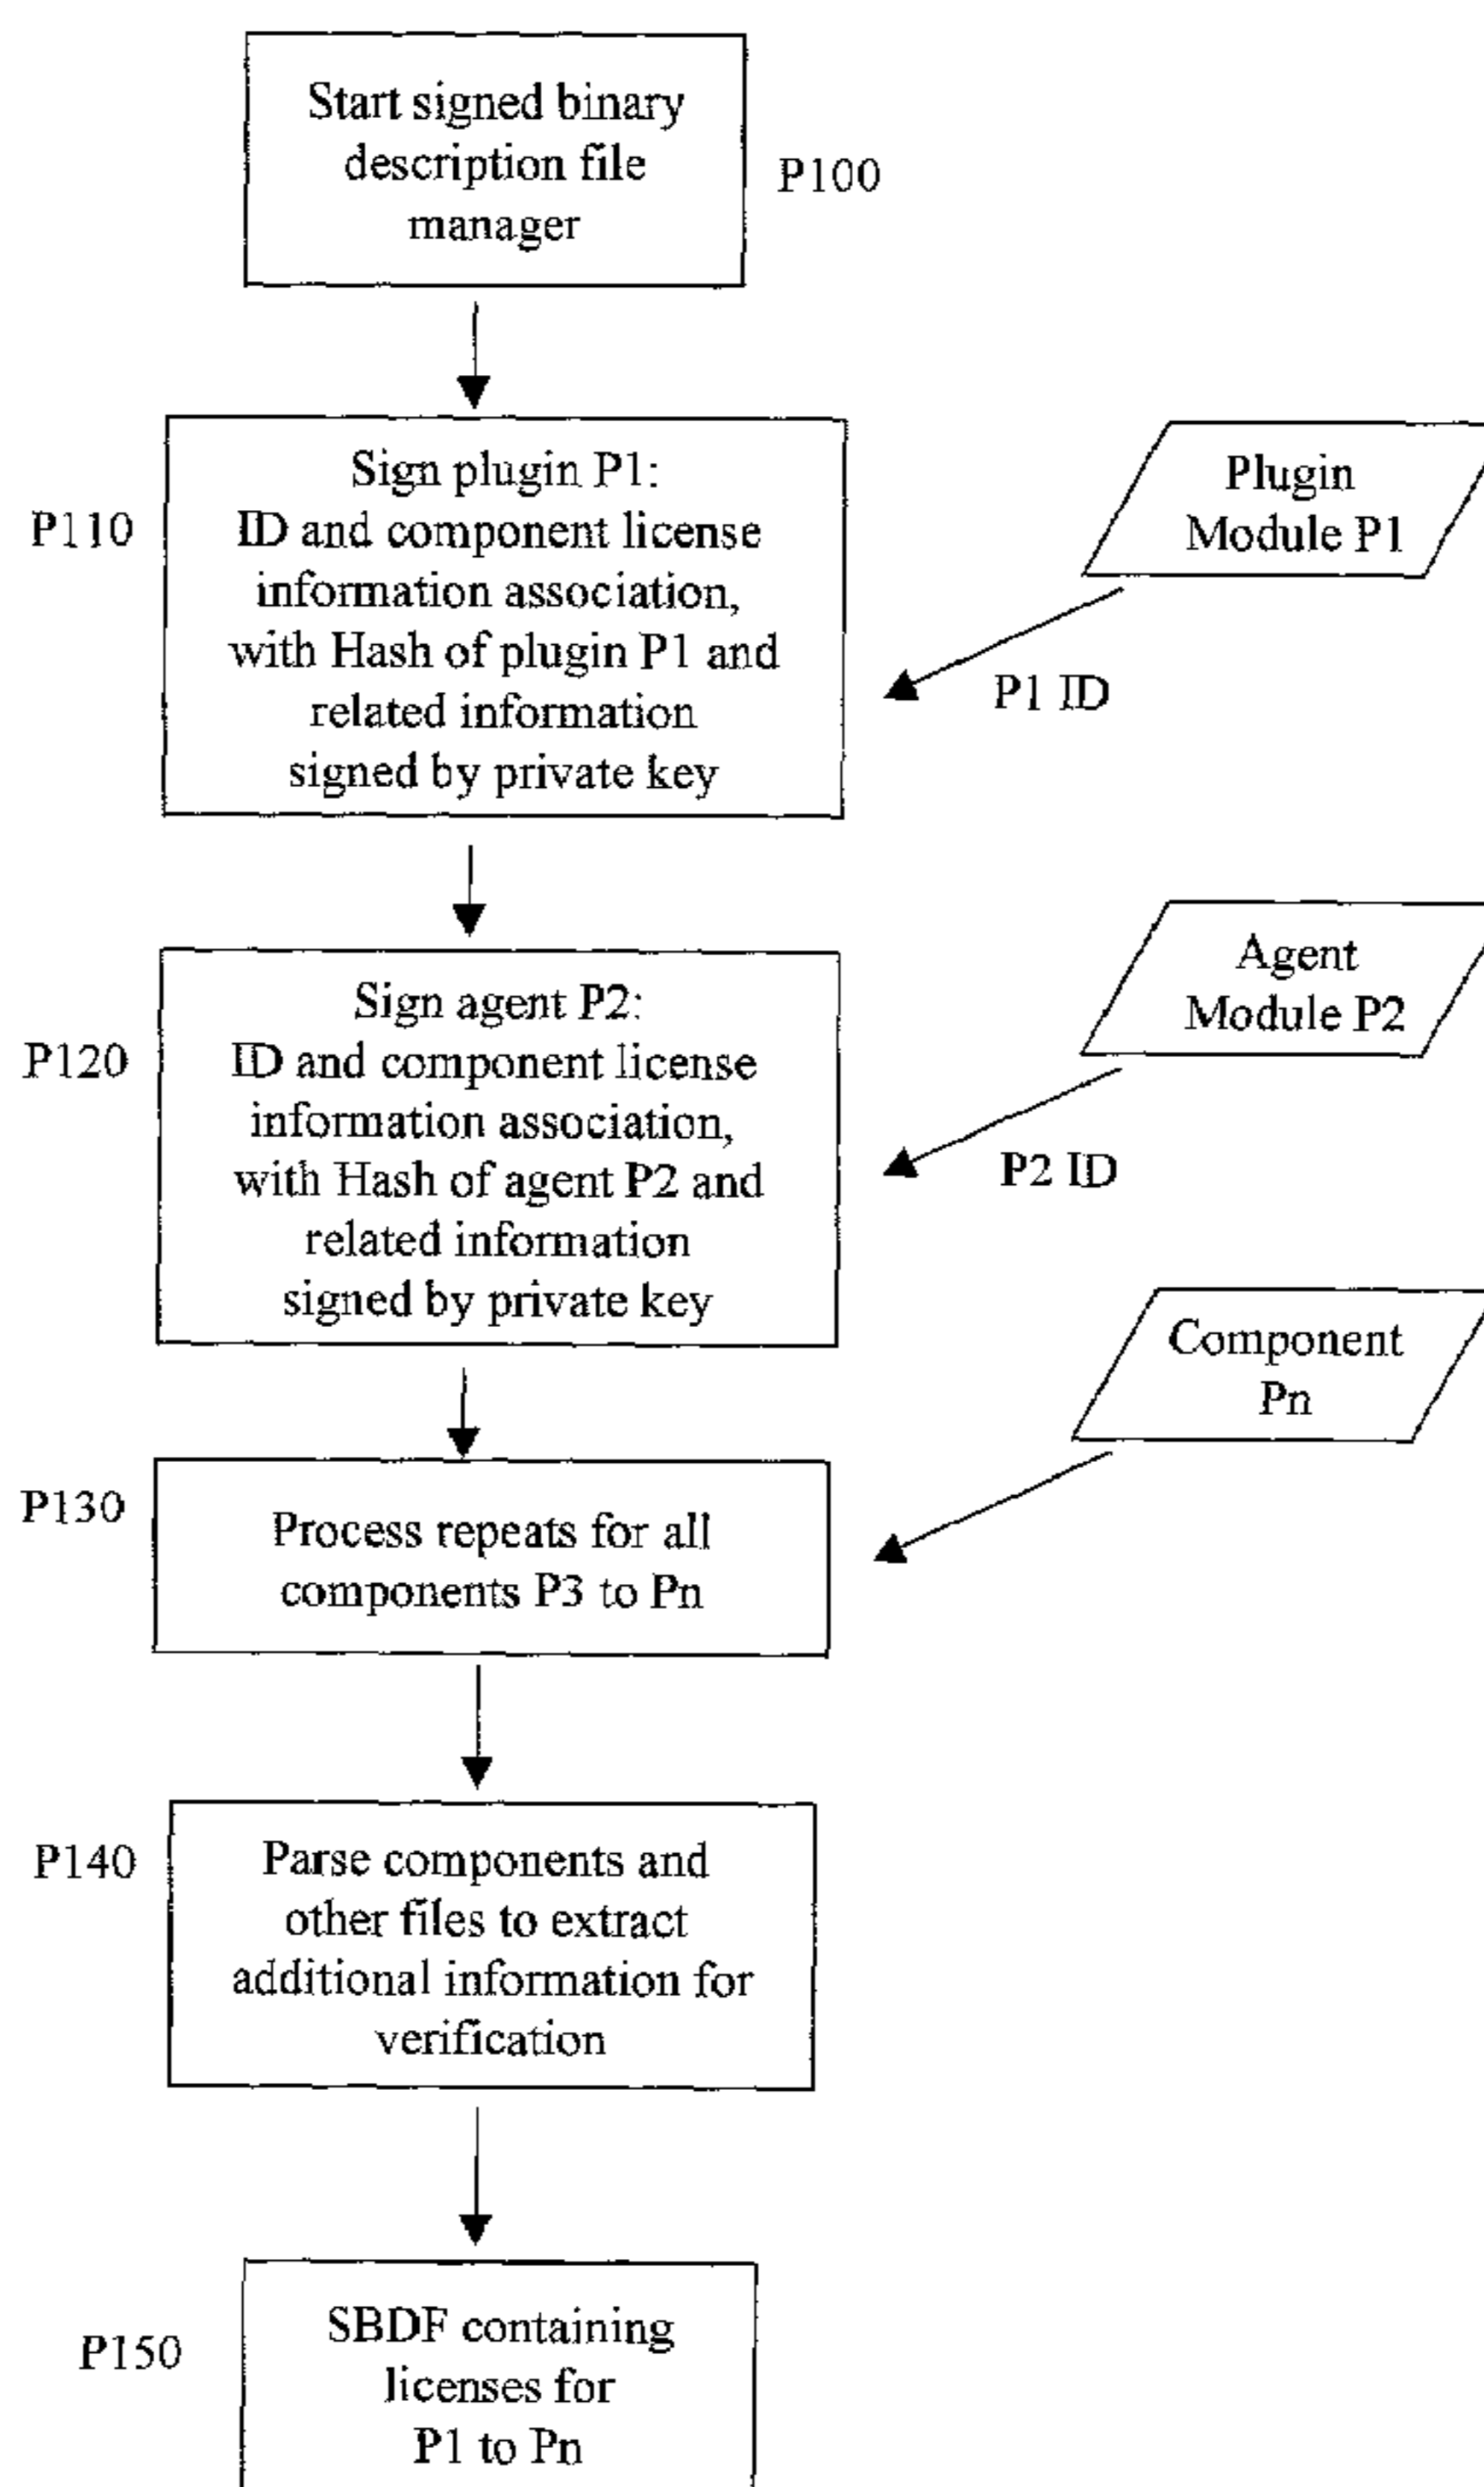 Start signed binary
description file
manager
P100
P110
Sign plugin P1:
ID and component license
information association,
with Hash of plugin P1 and
related information
signed by private key
Plugin
Module P1
P1 ID
P120
Sign agent P2:
ID and component license
information association,
with Hash of agent P2 and
related information
signed by private key
Agent
Module P2
P2 ID
P130
Process repeats for all
components P3 to Pn
Component
Pn
P140
Parse components and
other files to extract
additional information for
verification
P150
SBDF containing
licenses for
P1 to Pn